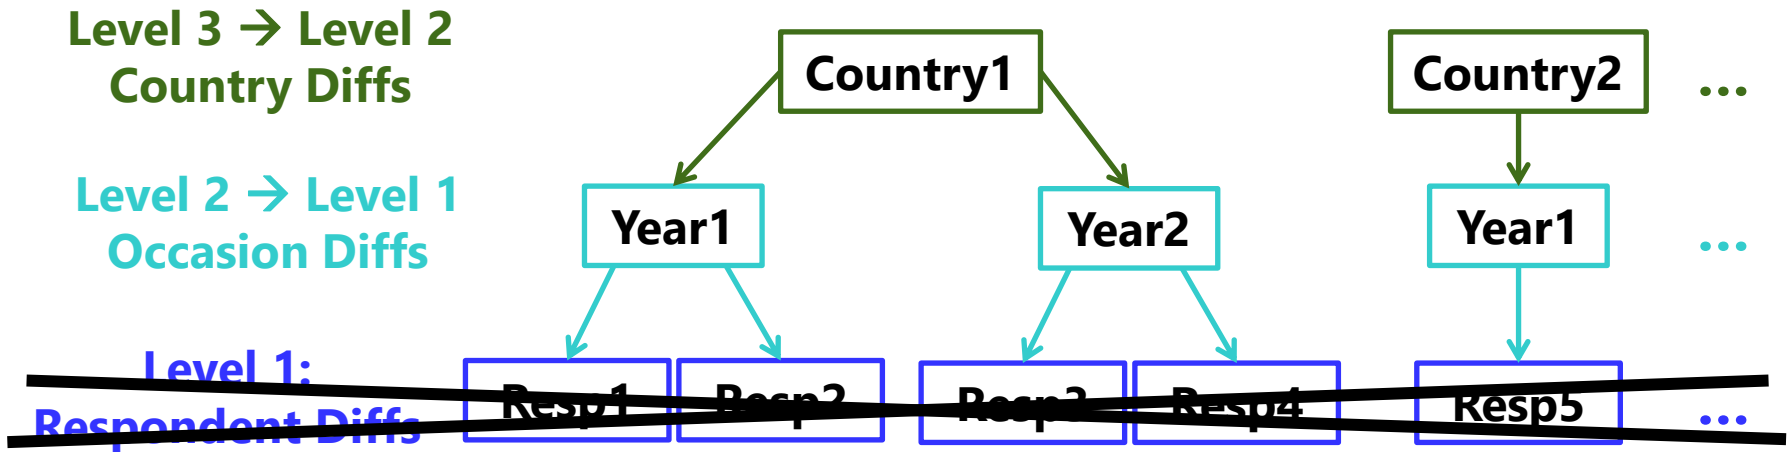 Level 3 → Level 2
Country Diffs
Country1
Country2
...
Level 2 → Level 1
Occasion Diffs
Year1
Year2
Year1
...
Level 1:
Respondent Diffs
Resp1
Resp2
Resp3
Resp4
Resp5
...